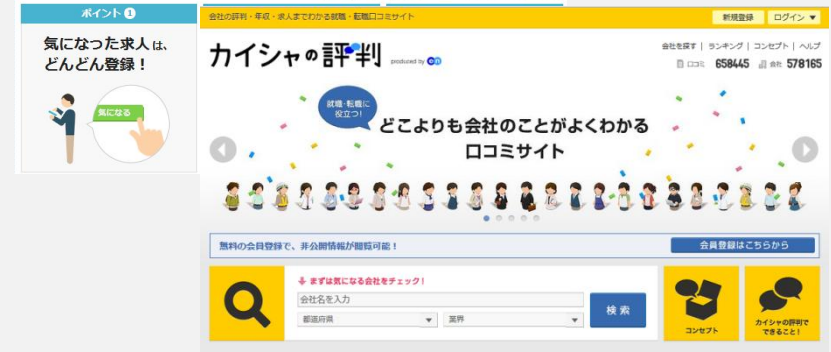 ポイント❶
気になった求人は、
どんどん登録！
気になる
会社の評判・年収・求人までわかる就職・転職口コミサイト
新規登録
ログイン ▼
カイシャの評判
produced by en
会社を探す | ランキング | コンセプト | ヘルプ
口コミ 658445 会社 578165
就職・転職に
役立つ！
どこよりも会社のことがよくわかる
口コミサイト
無料の会員登録で、非公開情報が閲覧可能！
会員登録はこちらから
まずは気になる会社をチェック！
会社名を入力
都道府県
業界
検索
コンセプト
カイシャの評判で
できること！